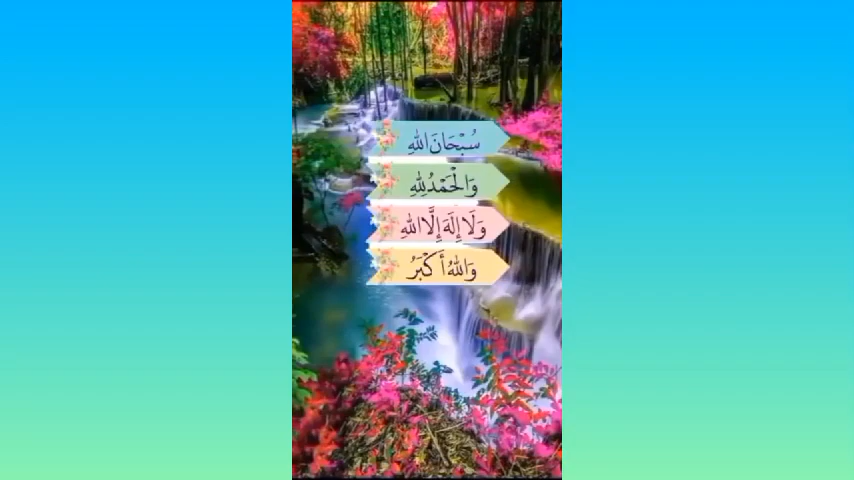 سُبْحَانَ اللهِ
وَالْحَمْدُ لِلهِ
وَلَا إِلَهَ إِلَّا اللهِ
وَاللهُ أَكْبَرُ